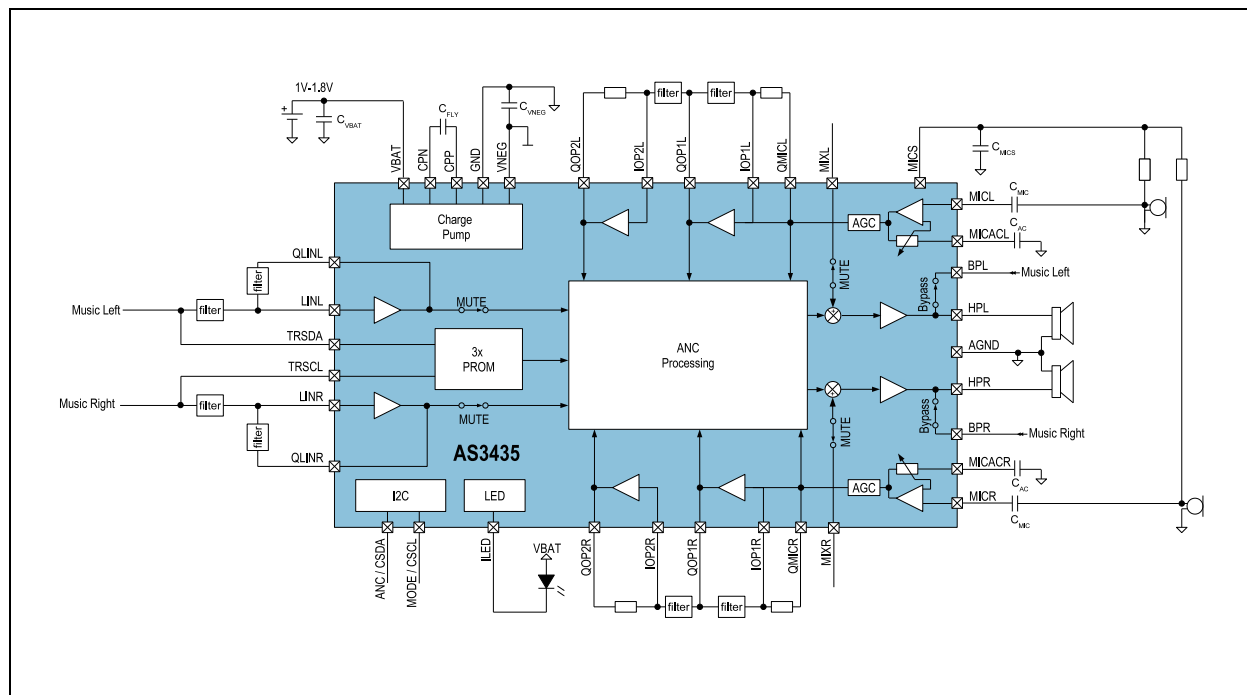 1V-1.8V
+
CVBAT
CFLY
CVNEG
filter
filter
CMICS
VBAT
CPN
CPP
GND
VNEG
QOP2L
IOP2L
QOP1L
IOP1L
QMICL
MIXL
MICS
Charge
Pump
AGC
MICL
CMIC
MICACL
CAC
MUTE
Bypass
BPL
Music Left
QLINL
filter
Music Left
filter
LINL
MUTE
HPL
TRSDA
3x
PROM
ANC
Processing
AGND
TRSCL
HPR
Music Right
filter
LINR
MUTE
filter
QLINR
MUTE
Bypass
BPR
Music Right
AS3435
MICACR
CAC
AGC
MICR
CMIC
I2C
LED
ANC / CSDA
MODE / CSCL
ILED
VBAT
QOP2R
IOP2R
QOP1R
IOP1R
QMICR
MIXR
filter
filter